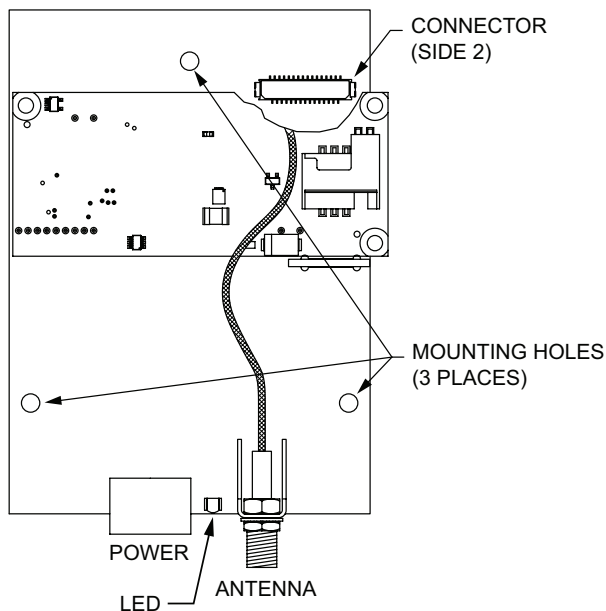 CONNECTOR
(SIDE 2)
MOUNTING HOLES
(3 PLACES)
POWER
ANTENNA
LED